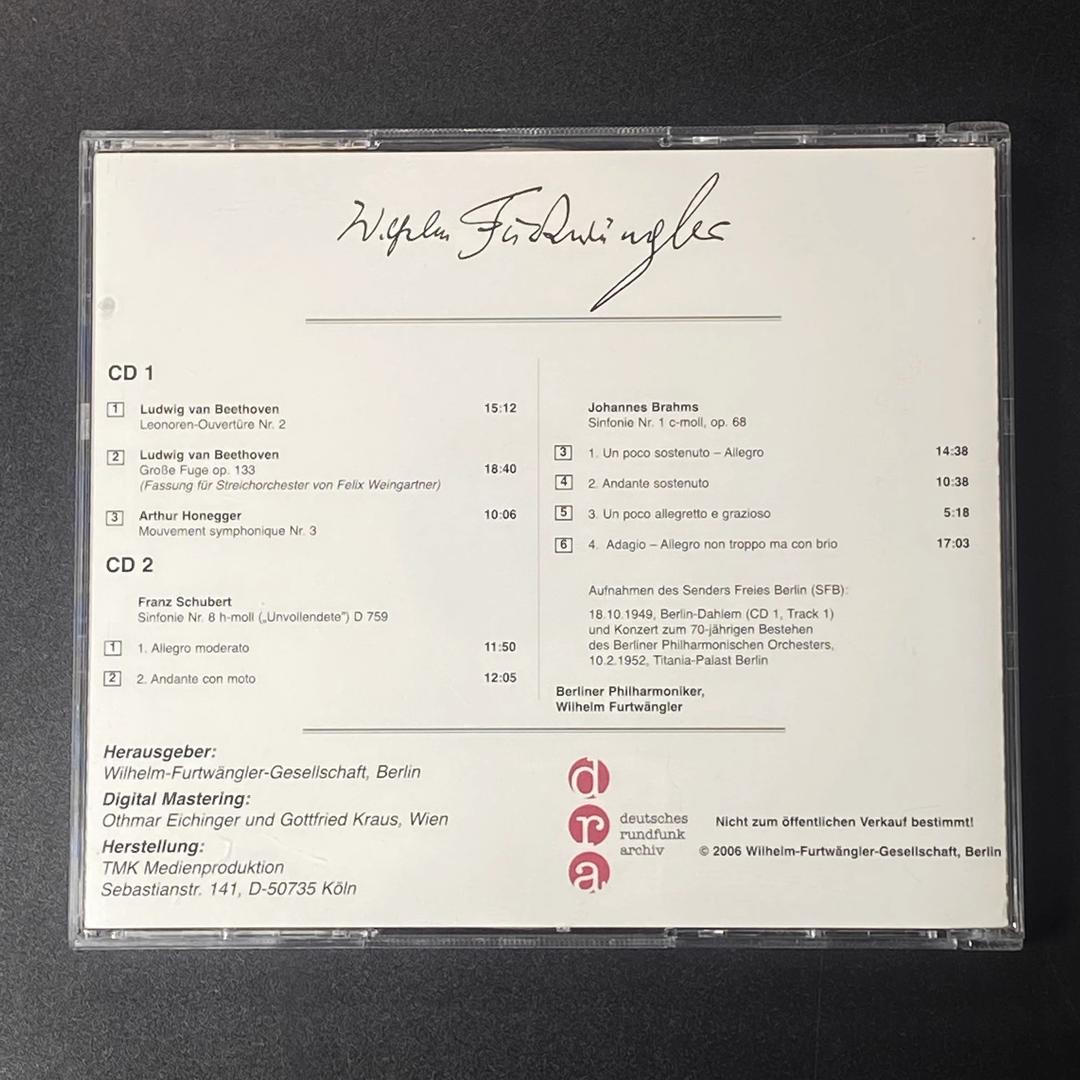 Wilhelm Furtwängler
CD 1
1 Ludwig van Beethoven 15:12
Leonoren-Ouvertüre Nr. 2
2 Ludwig van Beethoven
Große Fuge op. 133 18:40
(Fassung für Streichorchester von Felix Weingartner)
3 Arthur Honegger 10:06
Mouvement symphonique Nr. 3
CD 2
Franz Schubert
Sinfonie Nr. 8 h-moll („Unvollendete") D 759
1 1. Allegro moderato 11:50
2 2. Andante con moto 12:05
Johannes Brahms
Sinfonie Nr. 1 c-moll, op. 68
3 1. Un poco sostenuto – Allegro 14:38
4 2. Andante sostenuto 10:38
5 3. Un poco allegretto e grazioso 5:18
6 4. Adagio – Allegro non troppo ma con brio 17:03
Aufnahmen des Senders Freies Berlin (SFB):
18.10.1949, Berlin-Dahlem (CD 1, Track 1)
und Konzert zum 70-jährigen Bestehen
des Berliner Philharmonischen Orchesters,
10.2.1952, Titania-Palast Berlin
Berliner Philharmoniker,
Wilhelm Furtwängler
Herausgeber:
Wilhelm-Furtwängler-Gesellschaft, Berlin
Digital Mastering:
Othmar Eichinger und Gottfried Kraus, Wien
Herstellung:
TMK Medienproduktion
Sebastianstr. 141, D-50735 Köln
d
r
a
deutsches
rundfunk
archiv
Nicht zum öffentlichen Verkauf bestimmt!
© 2006 Wilhelm-Furtwängler-Gesellschaft, Berlin